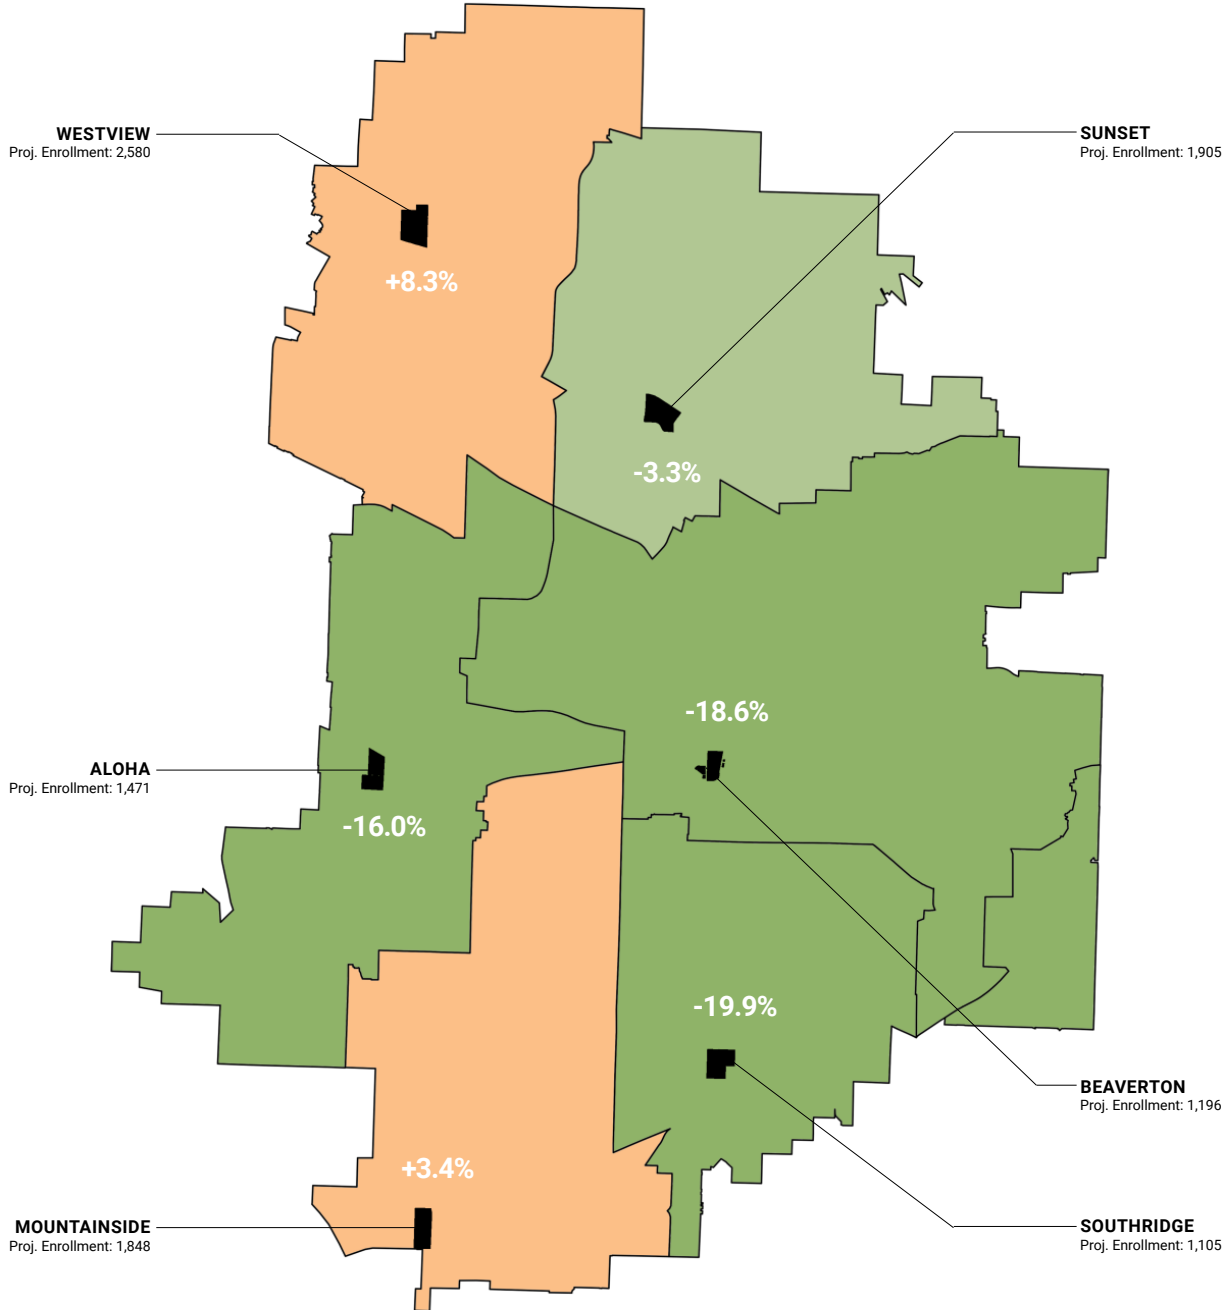 WESTVIEW
Proj. Enrollment: 2,580
SUNSET
Proj. Enrollment: 1,905
+8.3%
-3.3%
-18.6%
ALOHA
Proj. Enrollment: 1,471
-16.0%
-19.9%
BEAVERTON
Proj. Enrollment: 1,196
+3.4%
MOUNTAINSIDE
Proj. Enrollment: 1,848
SOUTHRIDGE
Proj. Enrollment: 1,105